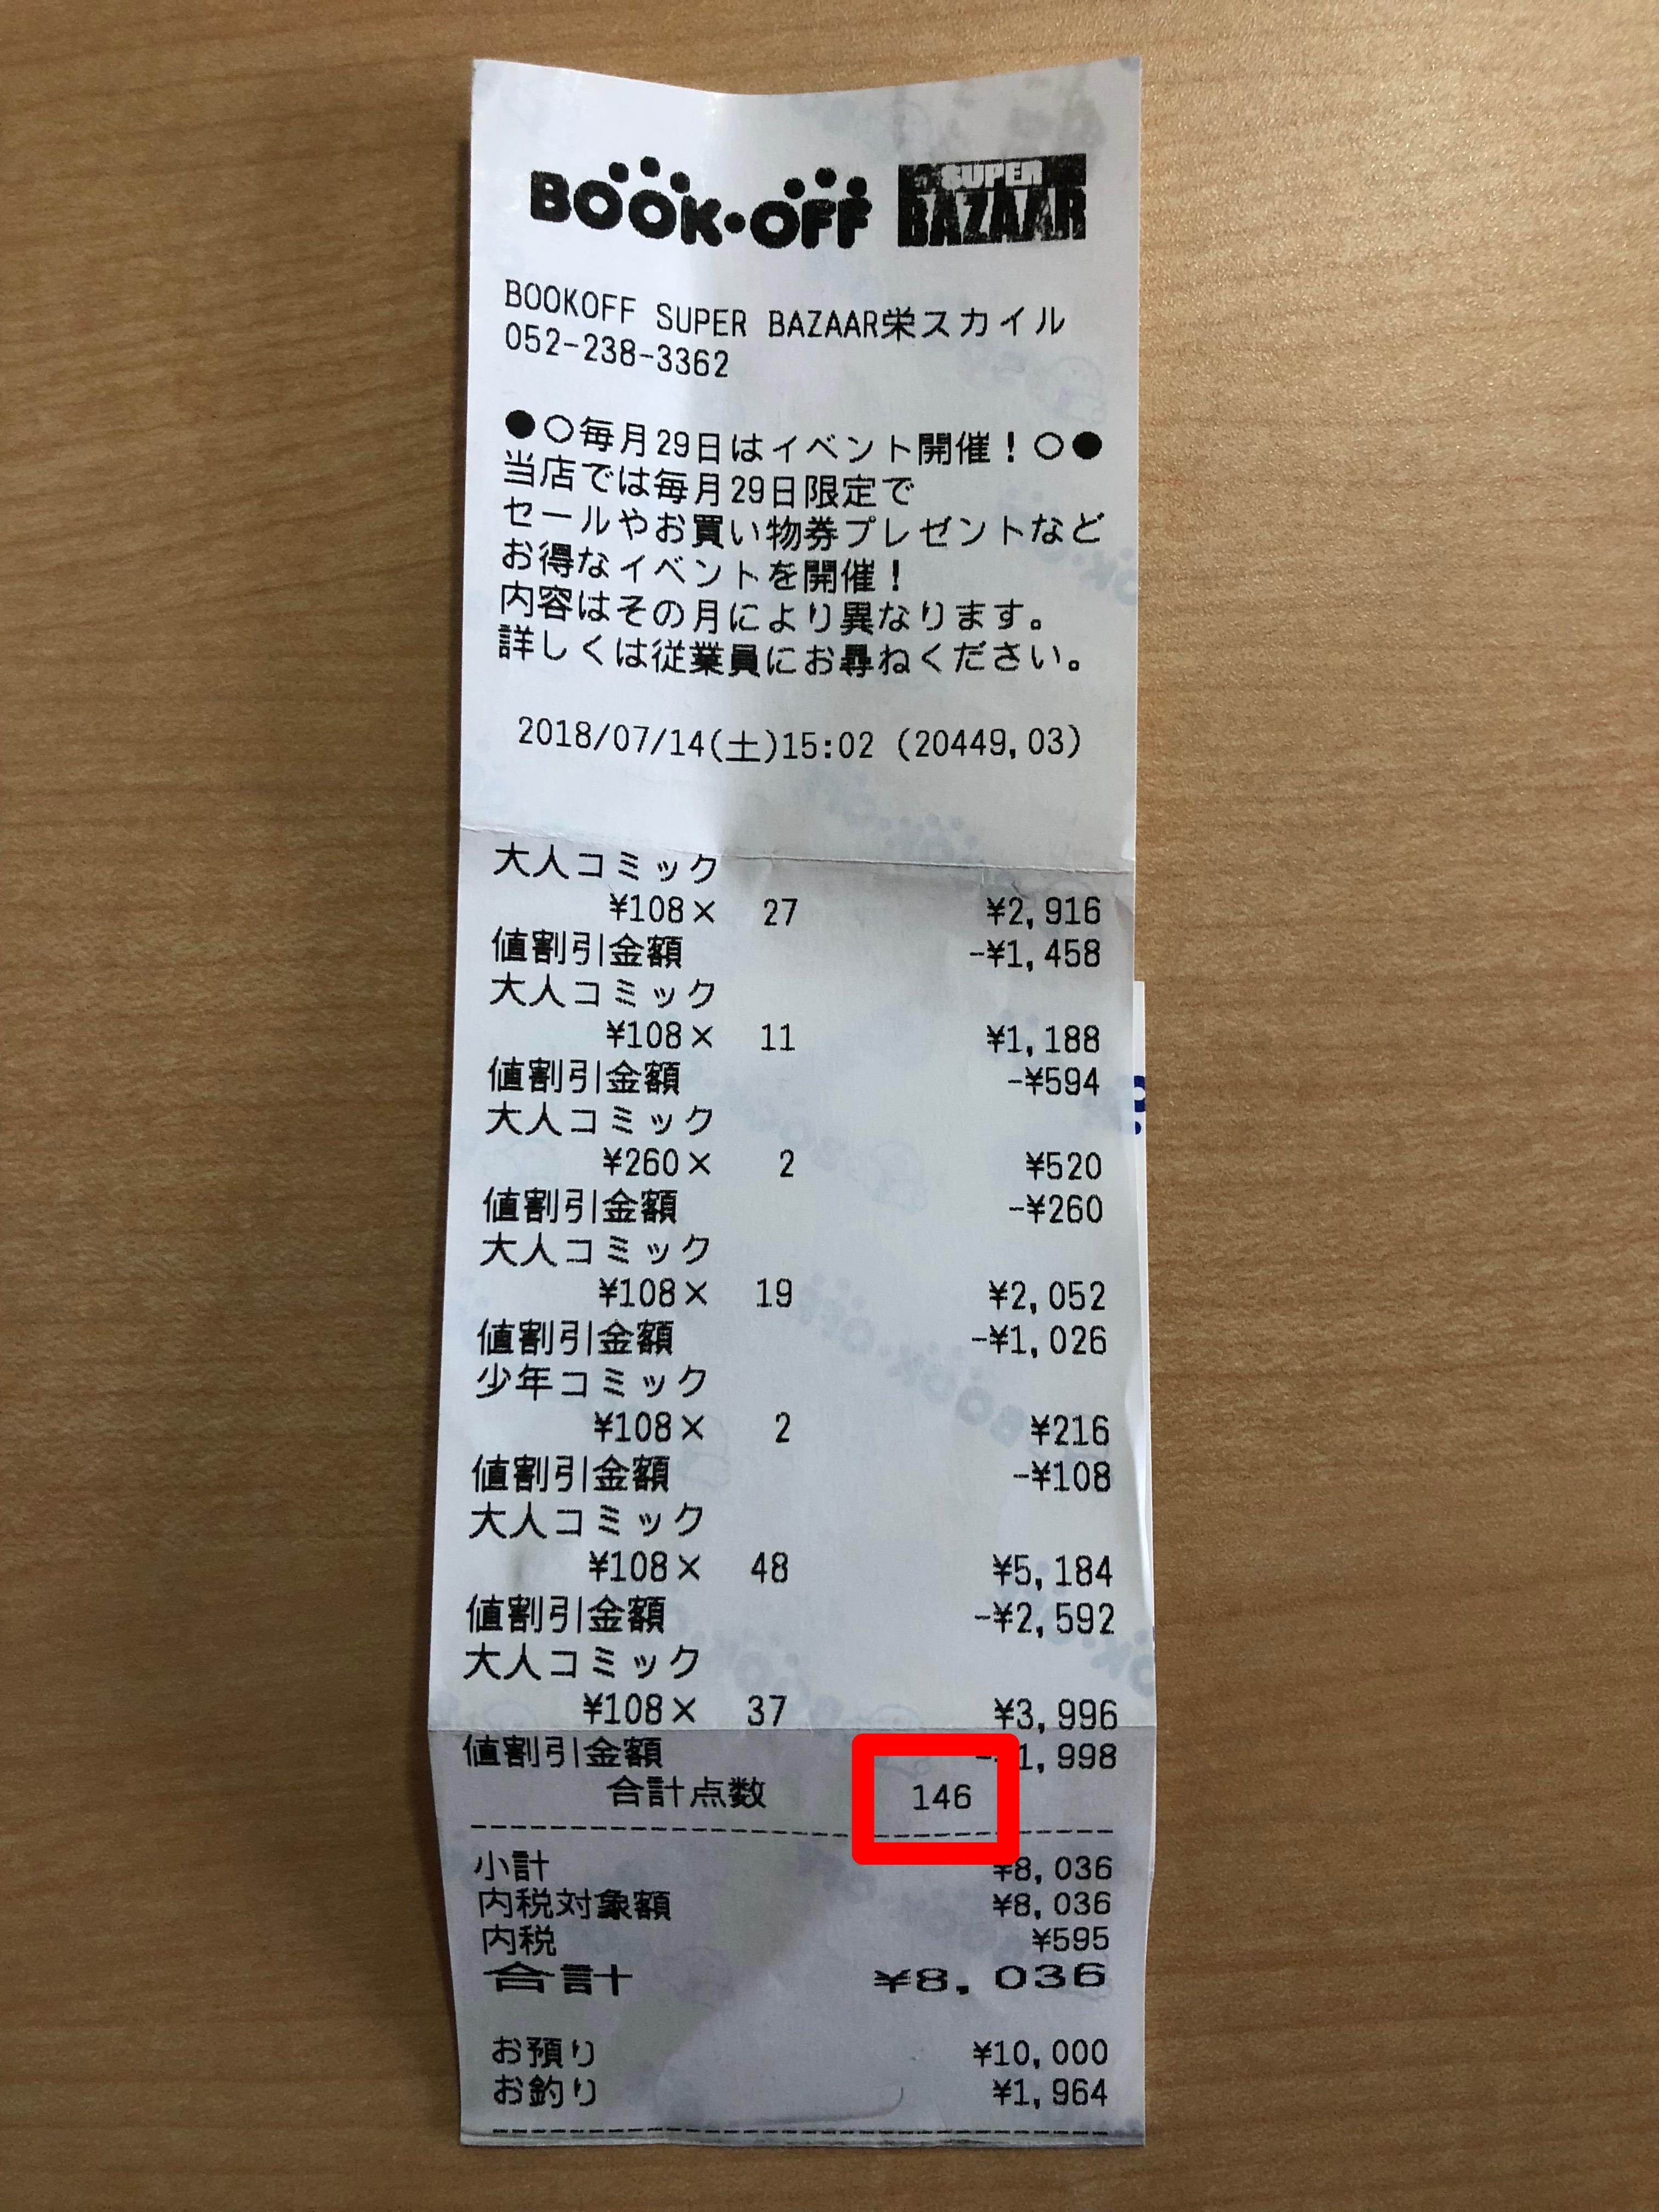 BOOK・OFF SUPER BAZAAR
BOOKOFF SUPER BAZAAR栄スカイル
052-238-3362
●○毎月29日はイベント開催！○●
当店では毎月29日限定で
セールやお買い物券プレゼントなど
お得なイベントを開催！
内容はその月により異なります。
詳しくは従業員にお尋ねください。
2018/07/14(土)15:02 (20449,03)
大人コミック
¥108× 27 ¥2,916
値割引金額 -¥1,458
大人コミック
¥108× 11 ¥1,188
値割引金額 -¥594
大人コミック
¥260× 2 ¥520
値割引金額 -¥260
大人コミック
¥108× 19 ¥2,052
値割引金額 -¥1,026
少年コミック
¥108× 2 ¥216
値割引金額 -¥108
大人コミック
¥108× 48 ¥5,184
値割引金額 -¥2,592
大人コミック
¥108× 37 ¥3,996
値割引金額 -¥1,998
合計点数 146
小計 ¥8,036
内税対象額 ¥8,036
内税 ¥595
合計 ¥8,036
お預り ¥10,000
お釣り ¥1,964